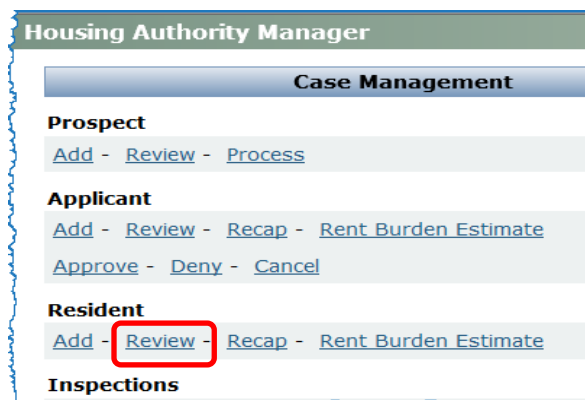 Housing Authority Manager
Case Management
Prospect
Add - Review - Process
Applicant
Add - Review - Recap - Rent Burden Estimate
Approve - Deny - Cancel
Resident
Add - Review - Recap - Rent Burden Estimate
Inspections